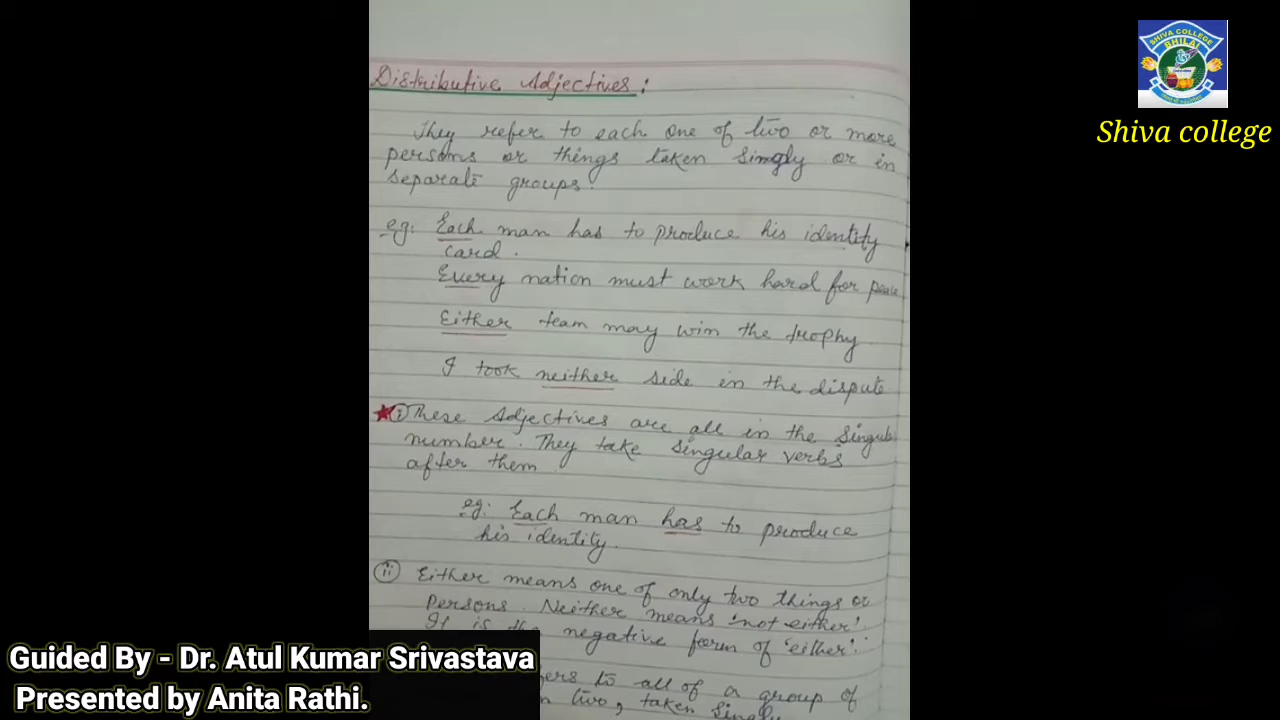 Distributive Adjectives:
They refer to each one of two or more
persons or things taken singly or in
separate groups.
eg: Each man has to produce his identity
card.
Every nation must work hard for peace
Either team may win the trophy
I took neither side in the dispute
i) These Adjectives are all in the Singul
number. They take singular verbs
after them
eg: Each man has to produce
his identity.
ii) Either means one of only two things or
persons. Neither means 'not either'.
It is the negative form of 'either'.
to all of a group of
two, taken singly
SHIVA COLLEGE
BHILAI
Shiva college
Guided By - Dr. Atul Kumar Srivastava
Presented by Anita Rathi.